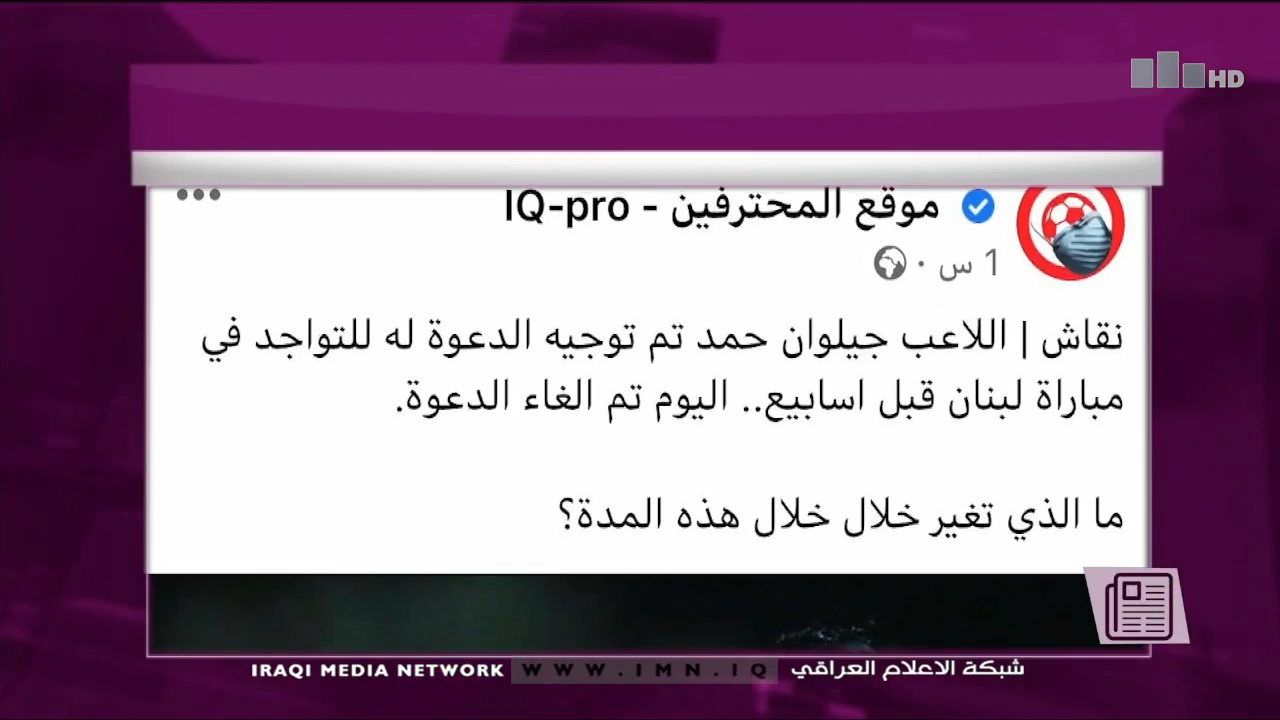 HD
موقع المحترفين - IQ-pro
1 س
نقاش | اللاعب جيلوان حمد تم توجيه الدعوة له للتواجد في
مباراة لبنان قبل اسابيع.. اليوم تم الغاء الدعوة.
ما الذي تغير خلال خلال هذه المدة؟
IRAQI MEDIA NETWORK WWW.IMN.IQ شبكة الاعلام العراقي